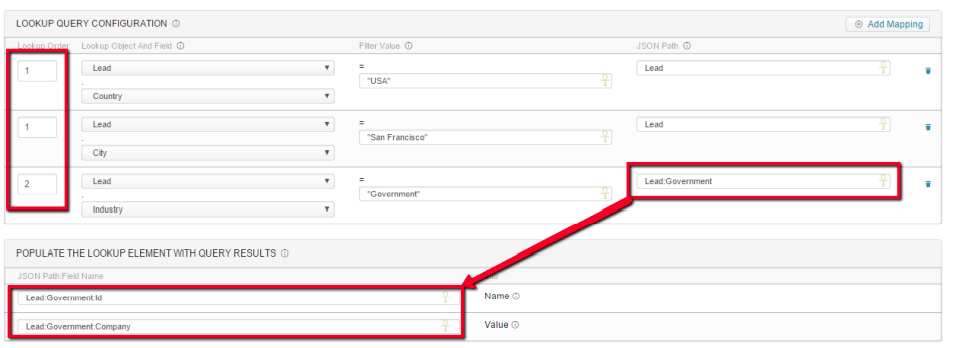 LOOKUP QUERY CONFIGURATION
Add Mapping
Lookup Order Lookup Object And Field Filter Value JSON Path
1 Lead = Lead
"USA"
.
Country
1 Lead = Lead
"San Francisco"
.
City
2 Lead = Lead:Government
"Government"
.
Industry
POPULATE THE LOOKUP ELEMENT WITH QUERY RESULTS
JSON Path:Field Name
Lead:Government:Id Name
Lead:Government:Company Value